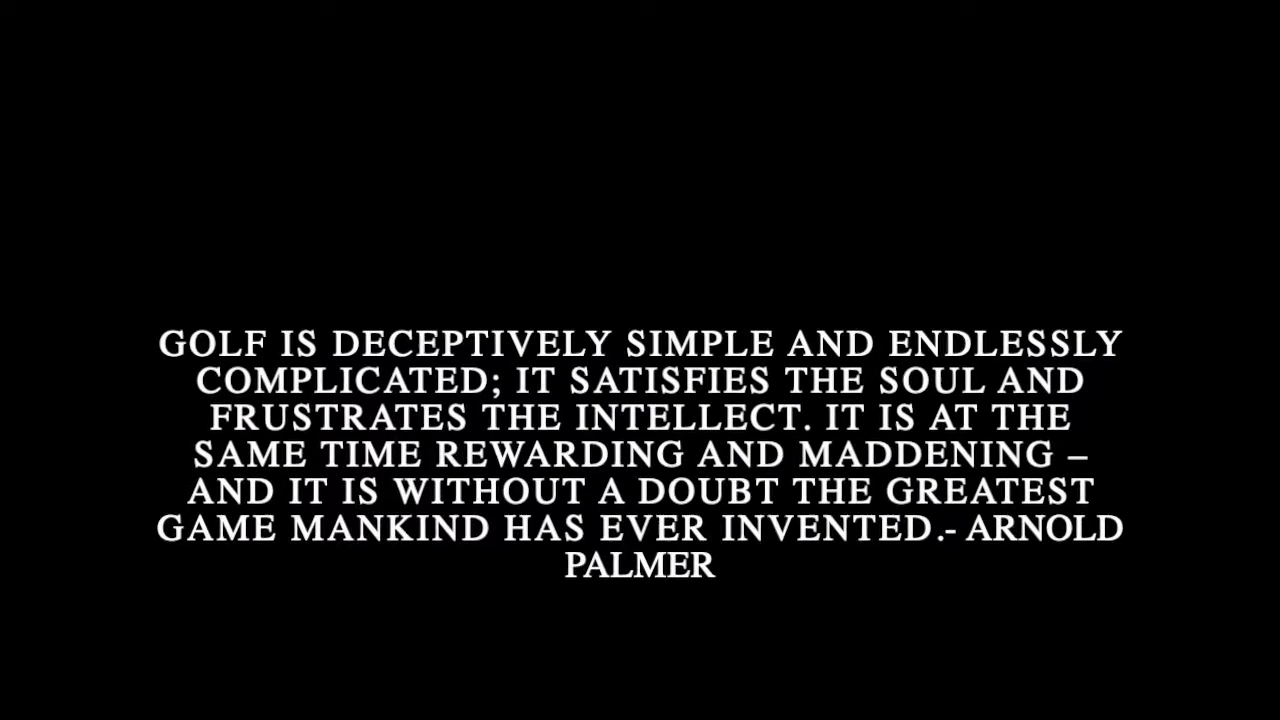 GOLF IS DECEPTIVELY SIMPLE AND ENDLESSLY
COMPLICATED; IT SATISFIES THE SOUL AND
FRUSTRATES THE INTELLECT. IT IS AT THE
SAME TIME REWARDING AND MADDENING –
AND IT IS WITHOUT A DOUBT THE GREATEST
GAME MANKIND HAS EVER INVENTED.- ARNOLD
PALMER